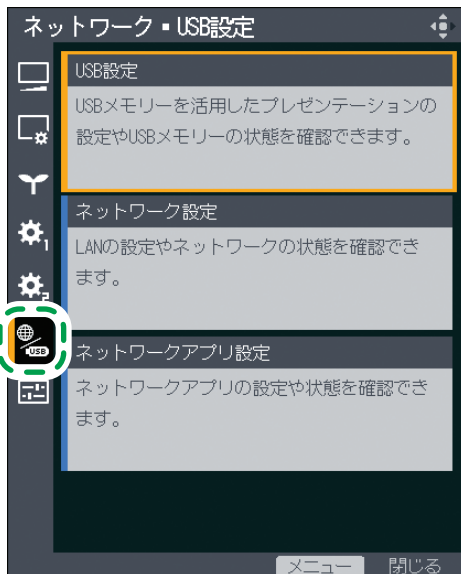 ネットワーク・USB設定
USB設定
USBメモリーを活用したプレゼンテーションの
設定やUSBメモリーの状態を確認できます。
ネットワーク設定
LANの設定やネットワークの状態を確認でき
ます。
1
2
USB
ネットワークアプリ設定
ネットワークアプリの設定や状態を確認でき
ます。
メニュー 閉じる